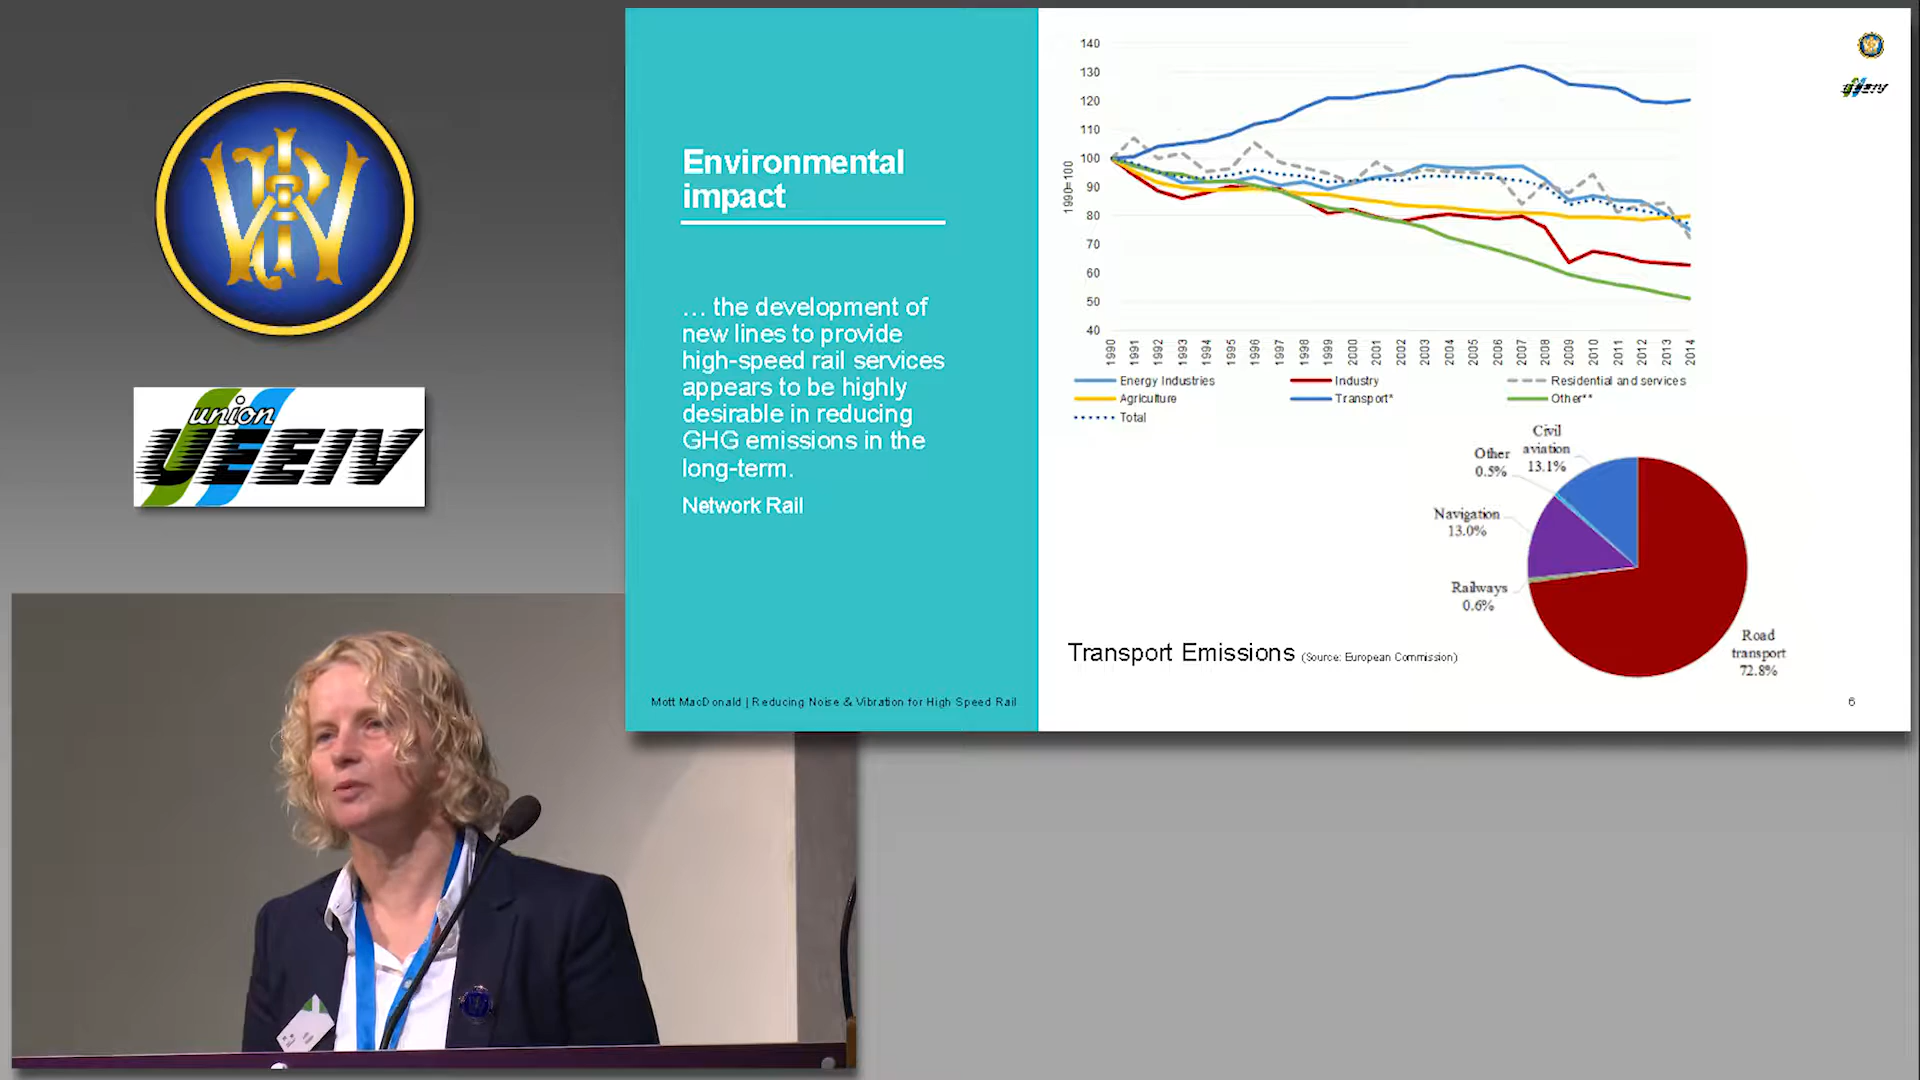 union
UEEIV
Environmental
impact
… the development of
new lines to provide
high-speed rail services
appears to be highly
desirable in reducing
GHG emissions in the
long-term.
Network Rail
Mott MacDonald | Reducing Noise & Vibration for High Speed Rail
140
130
120
110
100
90
80
70
60
50
40
1990=100
1990 1991 1992 1993 1994 1995 1996 1997 1998 1999 2000 2001 2002 2003 2004 2005 2006 2007 2008 2009 2010 2011 2012 2013 2014
Energy Industries Industry Residential and services
Agriculture Transport* Other**
Total
Civil
aviation
13.1%
Other
0.5%
Navigation
13.0%
Railways
0.6%
Road
transport
72.8%
Transport Emissions (Source: European Commission)
6
UEEIV